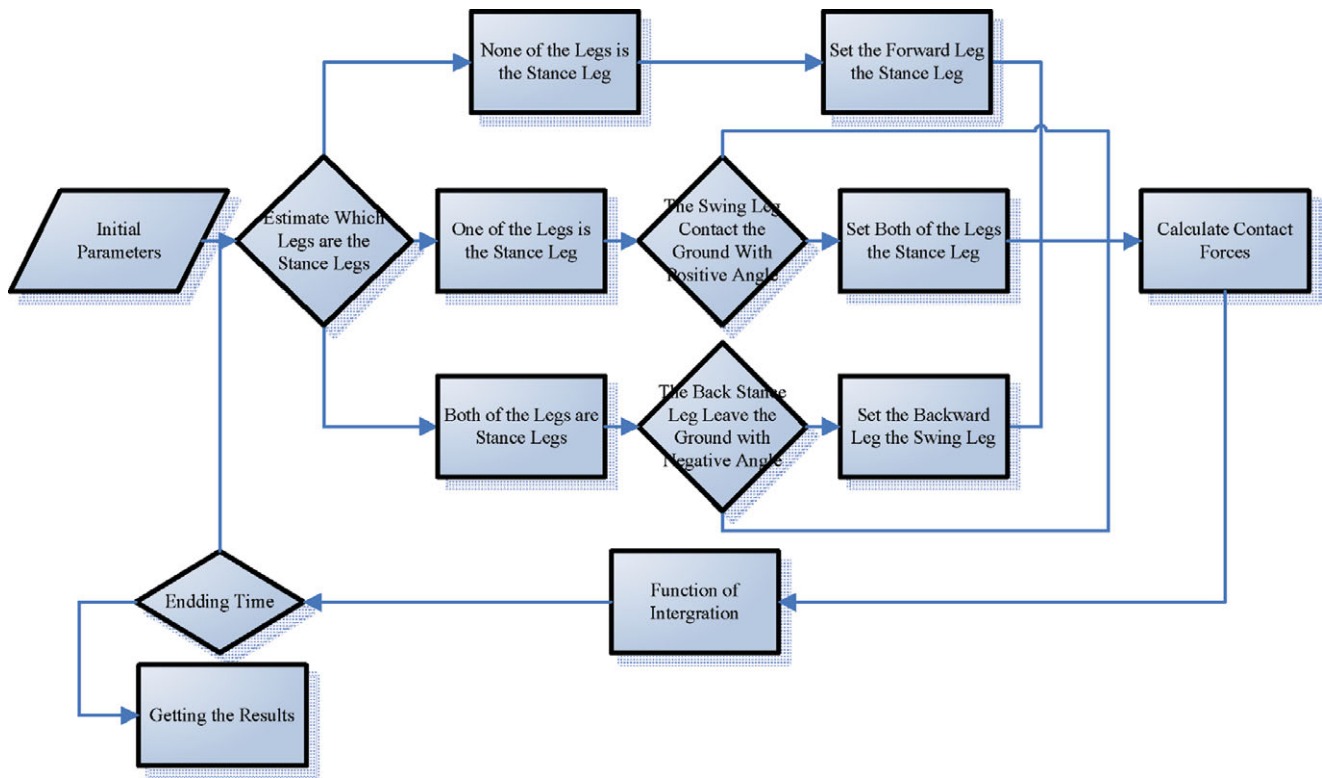 None of the Legs is
the Stance Leg
Set the Forward Leg
the Stance Leg
Initial
Parameters
Estimate Which
Legs are the
Stance Legs
One of the Legs is
the Stance Leg
The Swing Leg
Contact the
Ground With
Positive Angle
Set Both of the Legs
the Stance Leg
Calculate Contact
Forces
Both of the Legs are
Stance Legs
The Back Stance
Leg Leave the
Ground with
Negative Angle
Set the Backward
Leg the Swing Leg
Endding Time
Function of
Intergration
Getting the Results